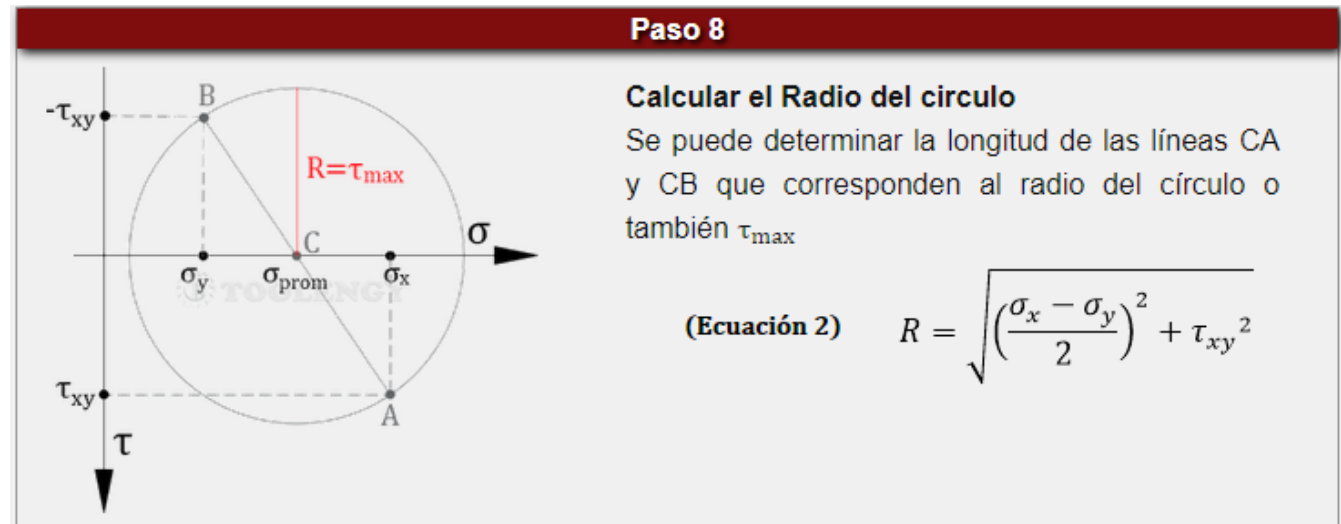 Paso 8
Calcular el Radio del circulo
Se puede determinar la longitud de las líneas CA
y CB que corresponden al radio del círculo o
también τmax
(Ecuación 2) R = √((σx − σy)/2)² + τxy²
B
-τxy
R=τmax
C
σ
σy σprom σx
TOOLENGY
τxy
A
τ